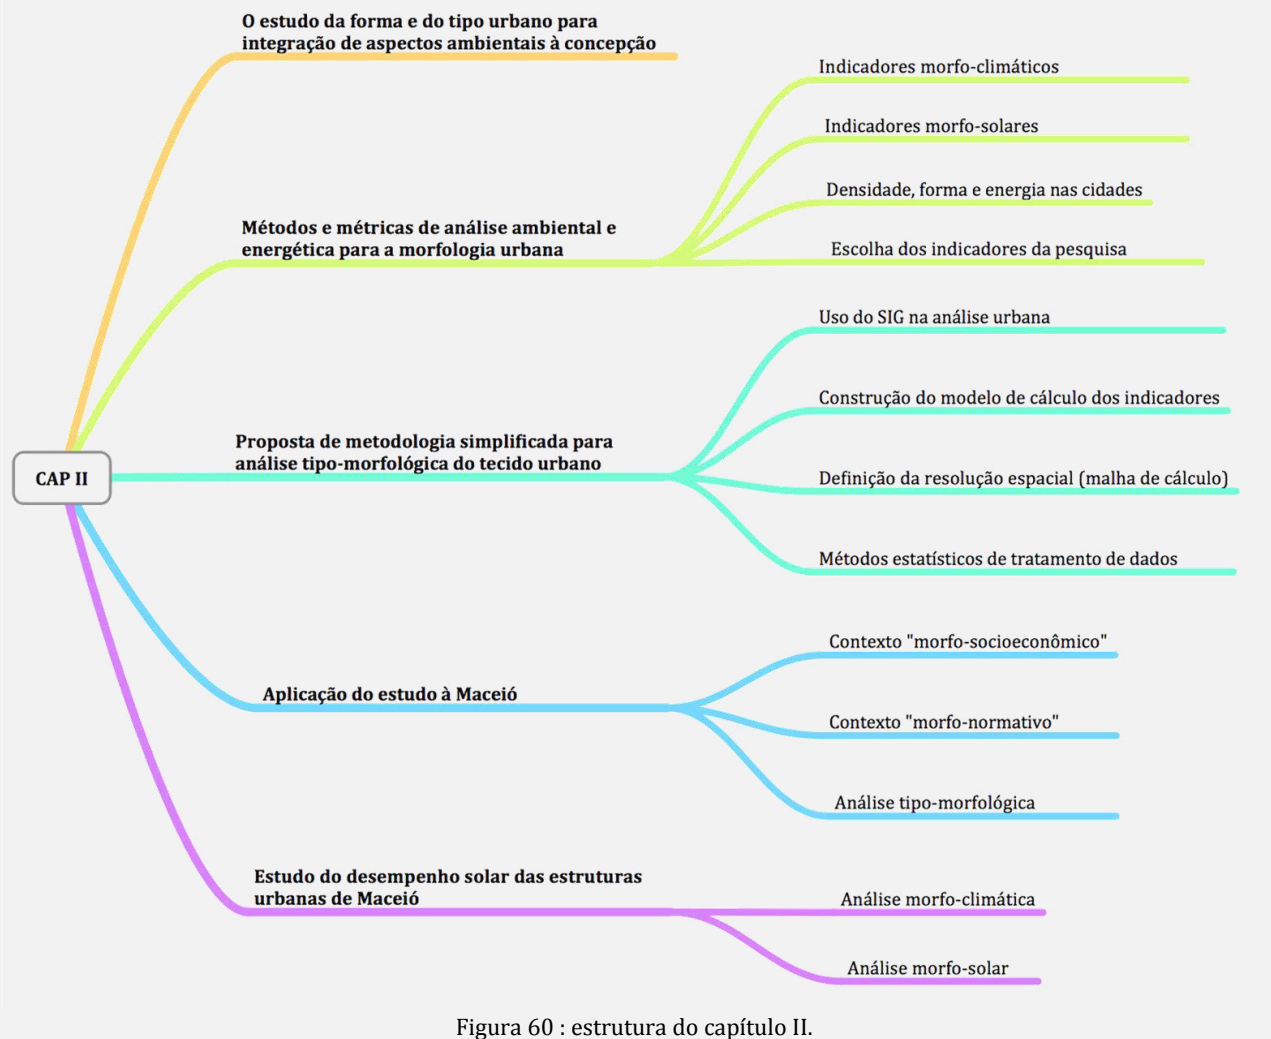 O estudo da forma e do tipo urbano para
integração de aspectos ambientais à concepção
Métodos e métricas de análise ambiental e
energética para a morfologia urbana
Indicadores morfo-climáticos
Indicadores morfo-solares
Densidade, forma e energia nas cidades
Escolha dos indicadores da pesquisa
CAP II
Proposta de metodologia simplificada para
análise tipo-morfológica do tecido urbano
Uso do SIG na análise urbana
Construção do modelo de cálculo dos indicadores
Definição da resolução espacial (malha de cálculo)
Métodos estatísticos de tratamento de dados
Aplicação do estudo à Maceió
Contexto "morfo-socioeconômico"
Contexto "morfo-normativo"
Análise tipo-morfológica
Estudo do desempenho solar das estruturas
urbanas de Maceió
Análise morfo-climática
Análise morfo-solar
Figura 60 : estrutura do capítulo II.